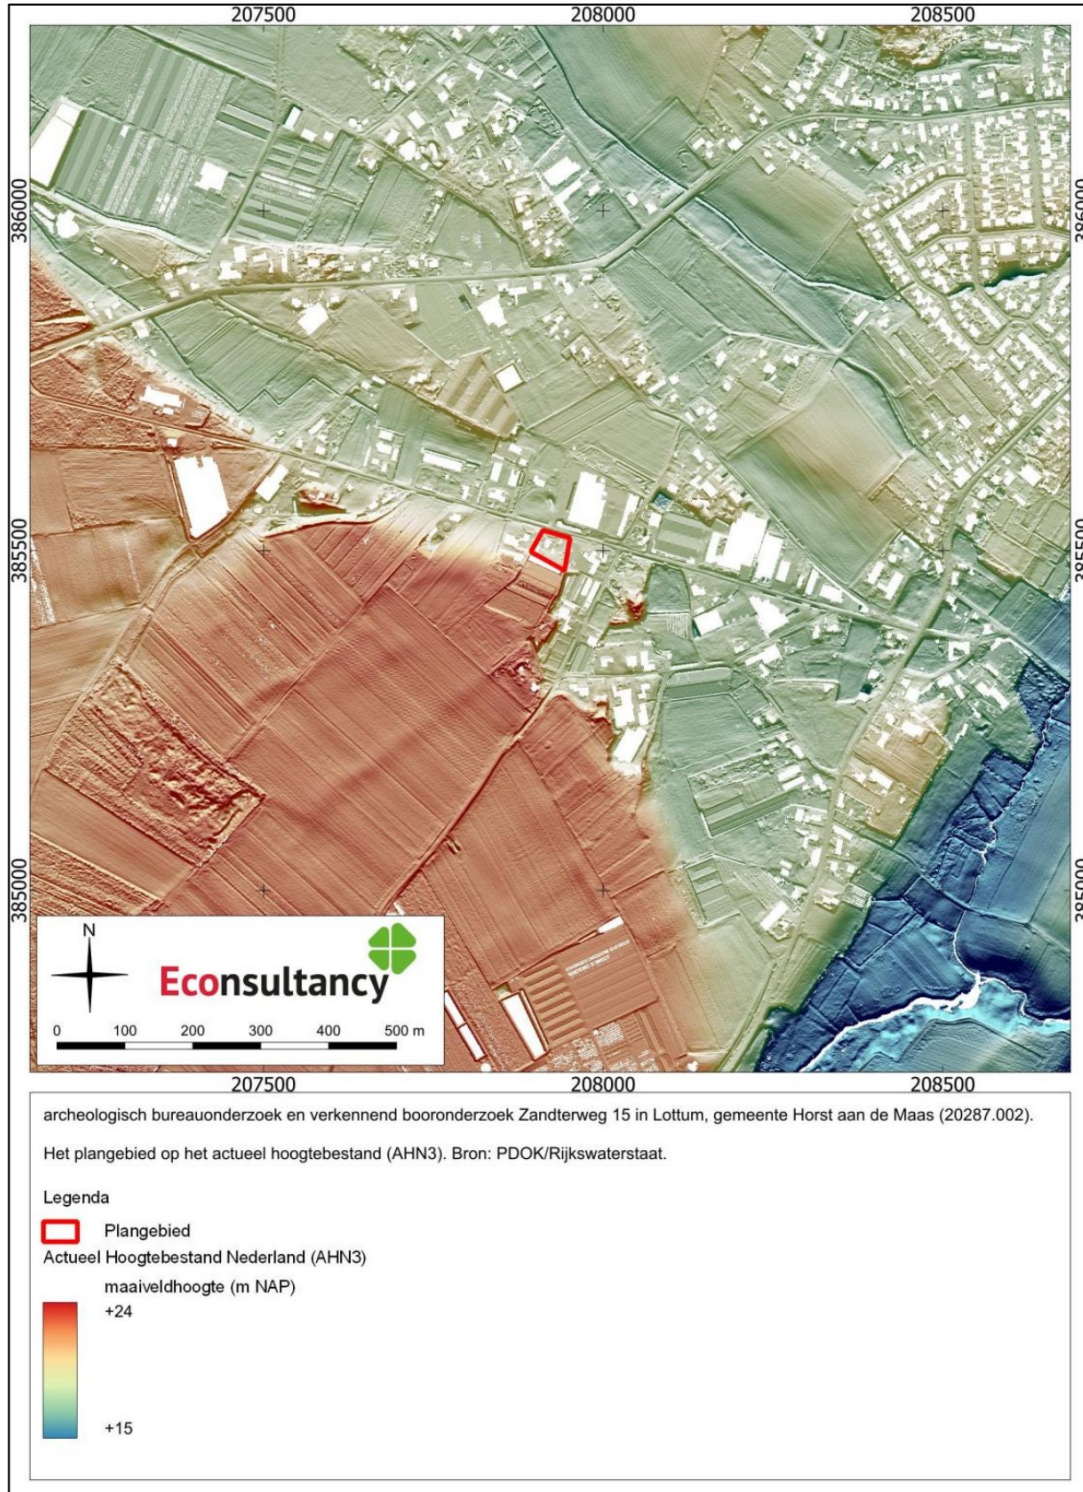 207500 208000 208500
386000 386000
385500 385500
385000 385000
N
Econsultancy
0 100 200 300 400 500 m
207500 208000 208500
archeologisch bureauonderzoek en verkennend booronderzoek Zandterweg 15 in Lottum, gemeente Horst aan de Maas (20287.002).
Het plangebied op het actueel hoogtebestand (AHN3). Bron: PDOK/Rijkswaterstaat.
Legenda
Plangebied
Actueel Hoogtebestand Nederland (AHN3)
maaiveldhoogte (m NAP)
+24
+15